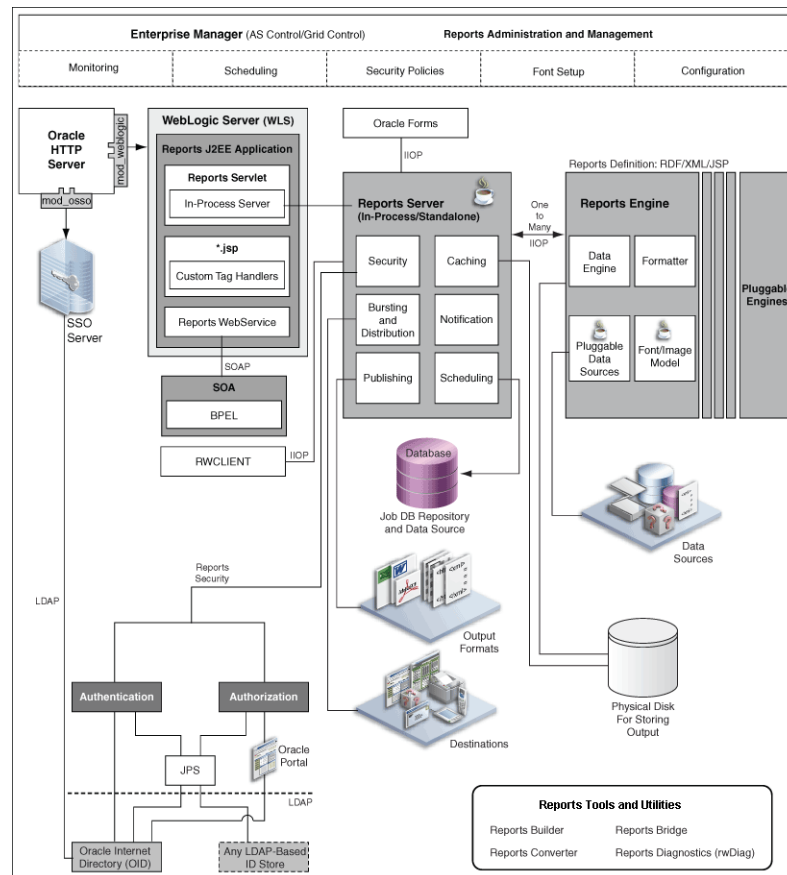 Enterprise Manager (AS Control/Grid Control)
Reports Administration and Management
Monitoring
Scheduling
Security Policies
Font Setup
Configuration
Oracle
HTTP
Server
mod_weblogic
mod_osso
SSO
Server
WebLogic Server (WLS)
Reports J2EE Application
Reports Servlet
In-Process Server
*.jsp
Custom Tag Handlers
Reports WebService
SOAP
SOA
BPEL
RWCLIENT
IIOP
Oracle Forms
IIOP
Reports Server
(In-Process/Standalone)
Security
Caching
Bursting and
Distribution
Notification
Publishing
Scheduling
One
to
Many
IIOP
Reports Definition: RDF/XML/JSP
Reports Engine
Data
Engine
Formatter
Pluggable
Data
Sources
Font/Image
Model
Pluggable
Engines
Database
Job DB Repository
and Data Source
Data
Sources
Reports
Security
LDAP
Output
Formats
Authentication
Authorization
Destinations
Physical Disk
For Storing
Output
JPS
Oracle
Portal
LDAP
Oracle Internet
Directory (OID)
Any LDAP-Based
ID Store
Reports Tools and Utilities
Reports Builder
Reports Bridge
Reports Converter
Reports Diagnostics (rwDiag)